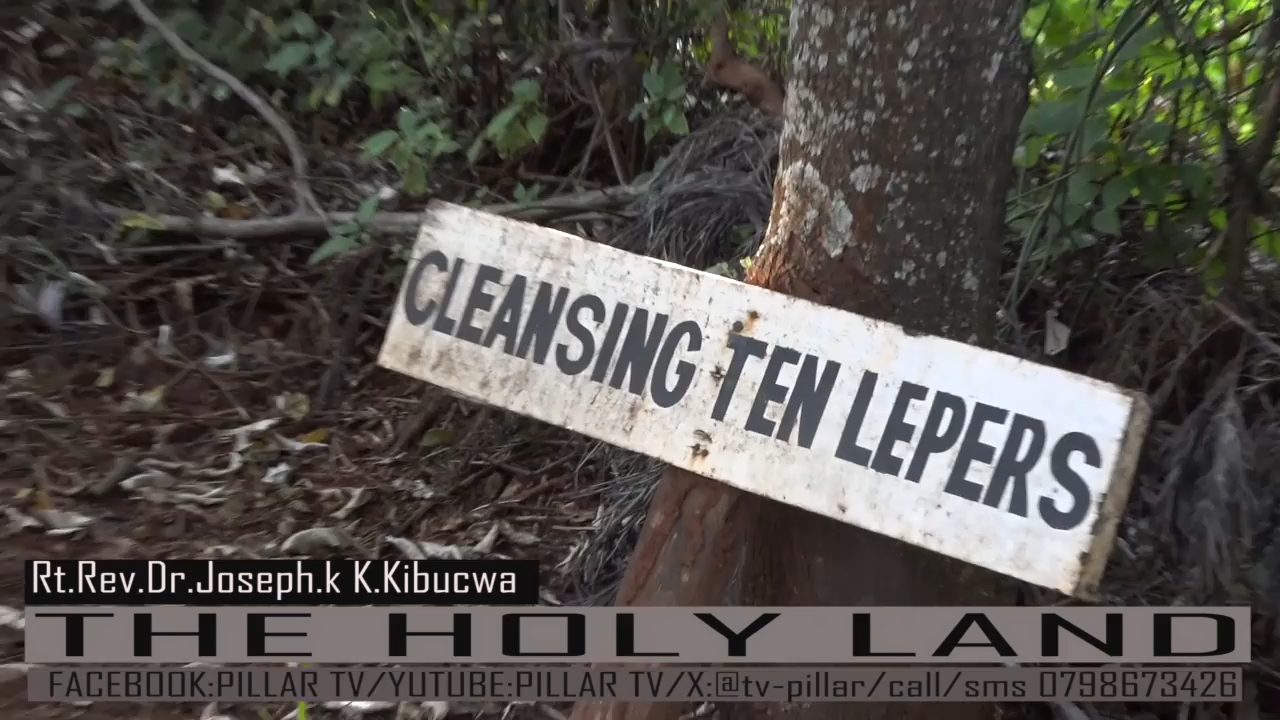 CLEANSING TEN LEPERS
Rt.Rev.Dr.Joseph.k K.Kibucwa
THE HOLY LAND
FACEBOOK:PILLAR TV/YUTUBE:PILLAR TV/X:@tv-pillar/call/sms 0798673426